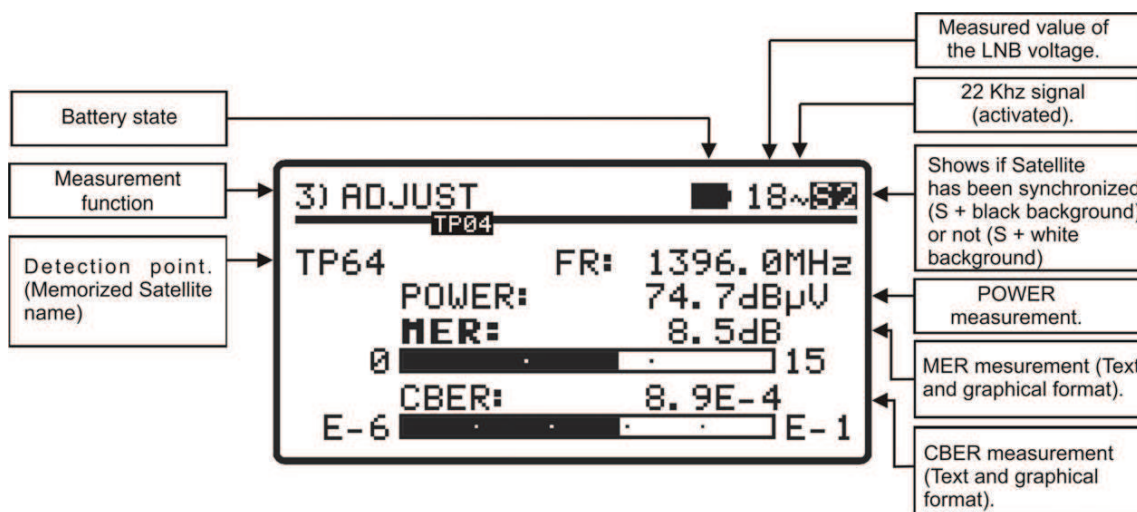 Measured value of
the LNB voltage.
22 Khz signal
(activated).
Battery state
Measurement
function
Shows if Satellite
has been synchronized
(S + black background)
or not (S + white
background)
3) ADJUST 18~S2
TP04
Detection point.
(Memorized Satellite
name)
TP64 FR: 1396.0MHz
POWER: 74.7dBµV
MER: 8.5dB
0 15
CBER: 8.9E-4
E-6 E-1
POWER
measurement.
MER mesurement (Text
and graphical format).
CBER measurement
(Text and graphical
format).